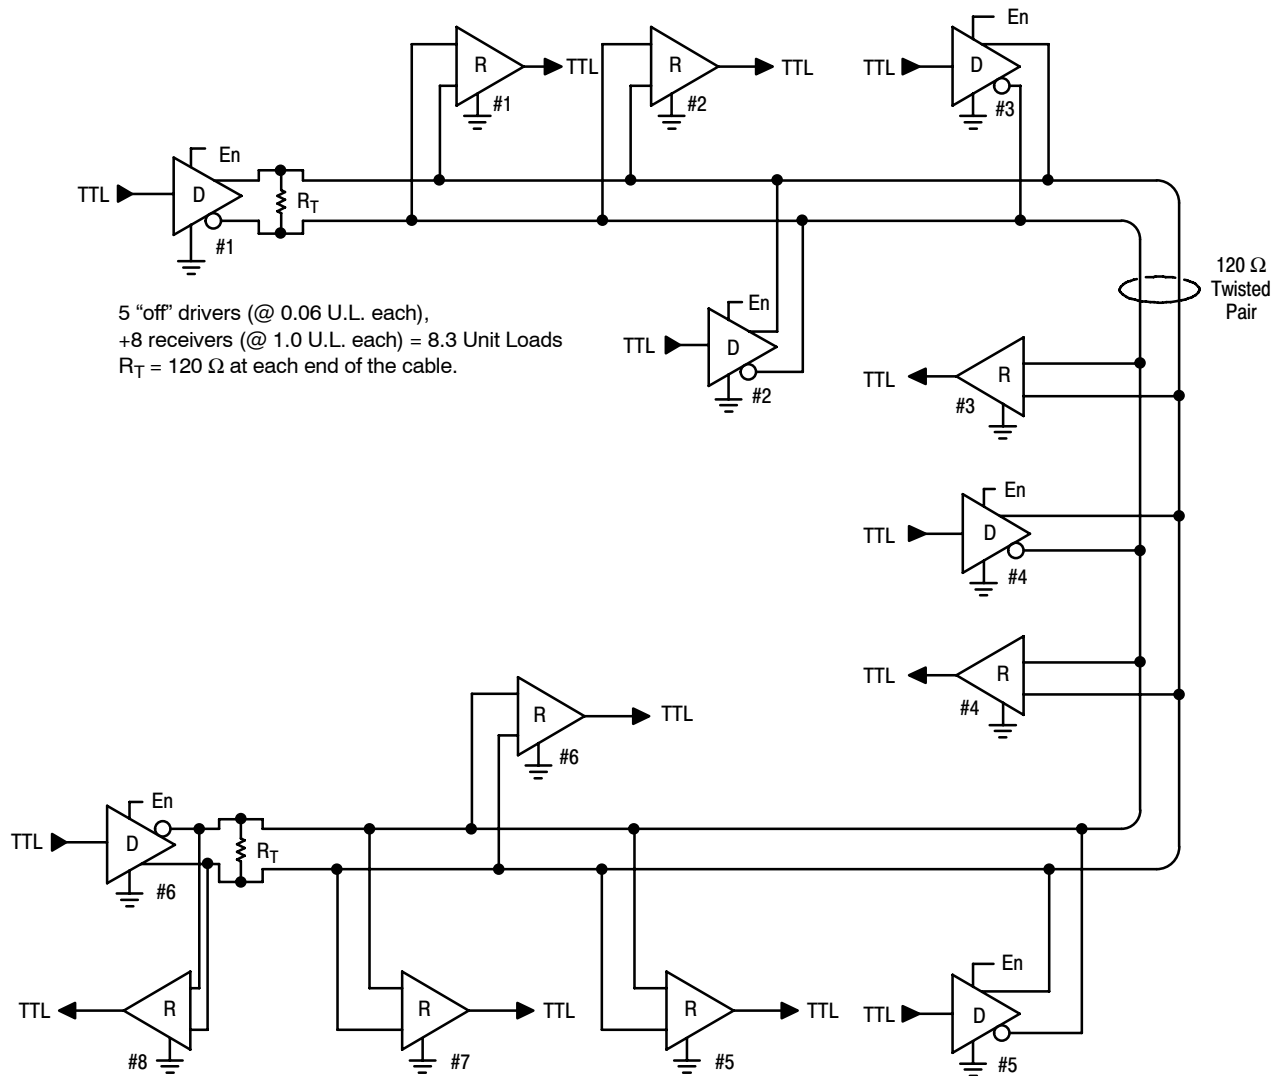 En
En
TTL D #3
R TTL #1
R TTL #2
TTL D #1
R_T
120 Ω
Twisted
Pair
5 “off” drivers (@ 0.06 U.L. each),
+8 receivers (@ 1.0 U.L. each) = 8.3 Unit Loads
R_T = 120 Ω at each end of the cable.
En
TTL D #2
TTL R #3
En
TTL D #4
TTL R #4
R TTL #6
En
TTL D #6
R_T
TTL R #8
R TTL #7
R TTL #5
En
TTL D #5